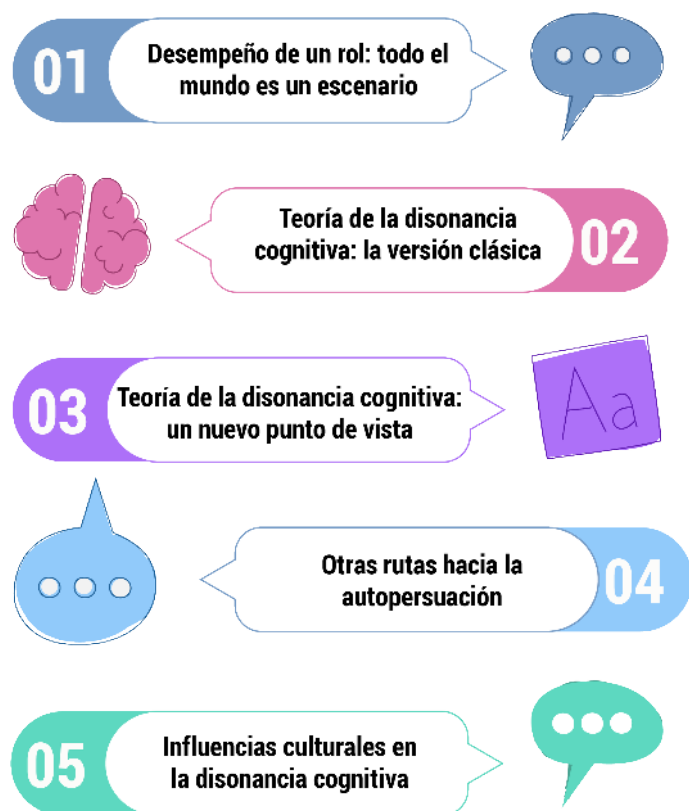 01
Desempeño de un rol: todo el
mundo es un escenario
Teoría de la disonancia
cognitiva: la versión clásica
02
03
Teoría de la disonancia cognitiva:
un nuevo punto de vista
Aa
Otras rutas hacia la
autopersuación
04
05
Influencias culturales en
la disonancia cognitiva